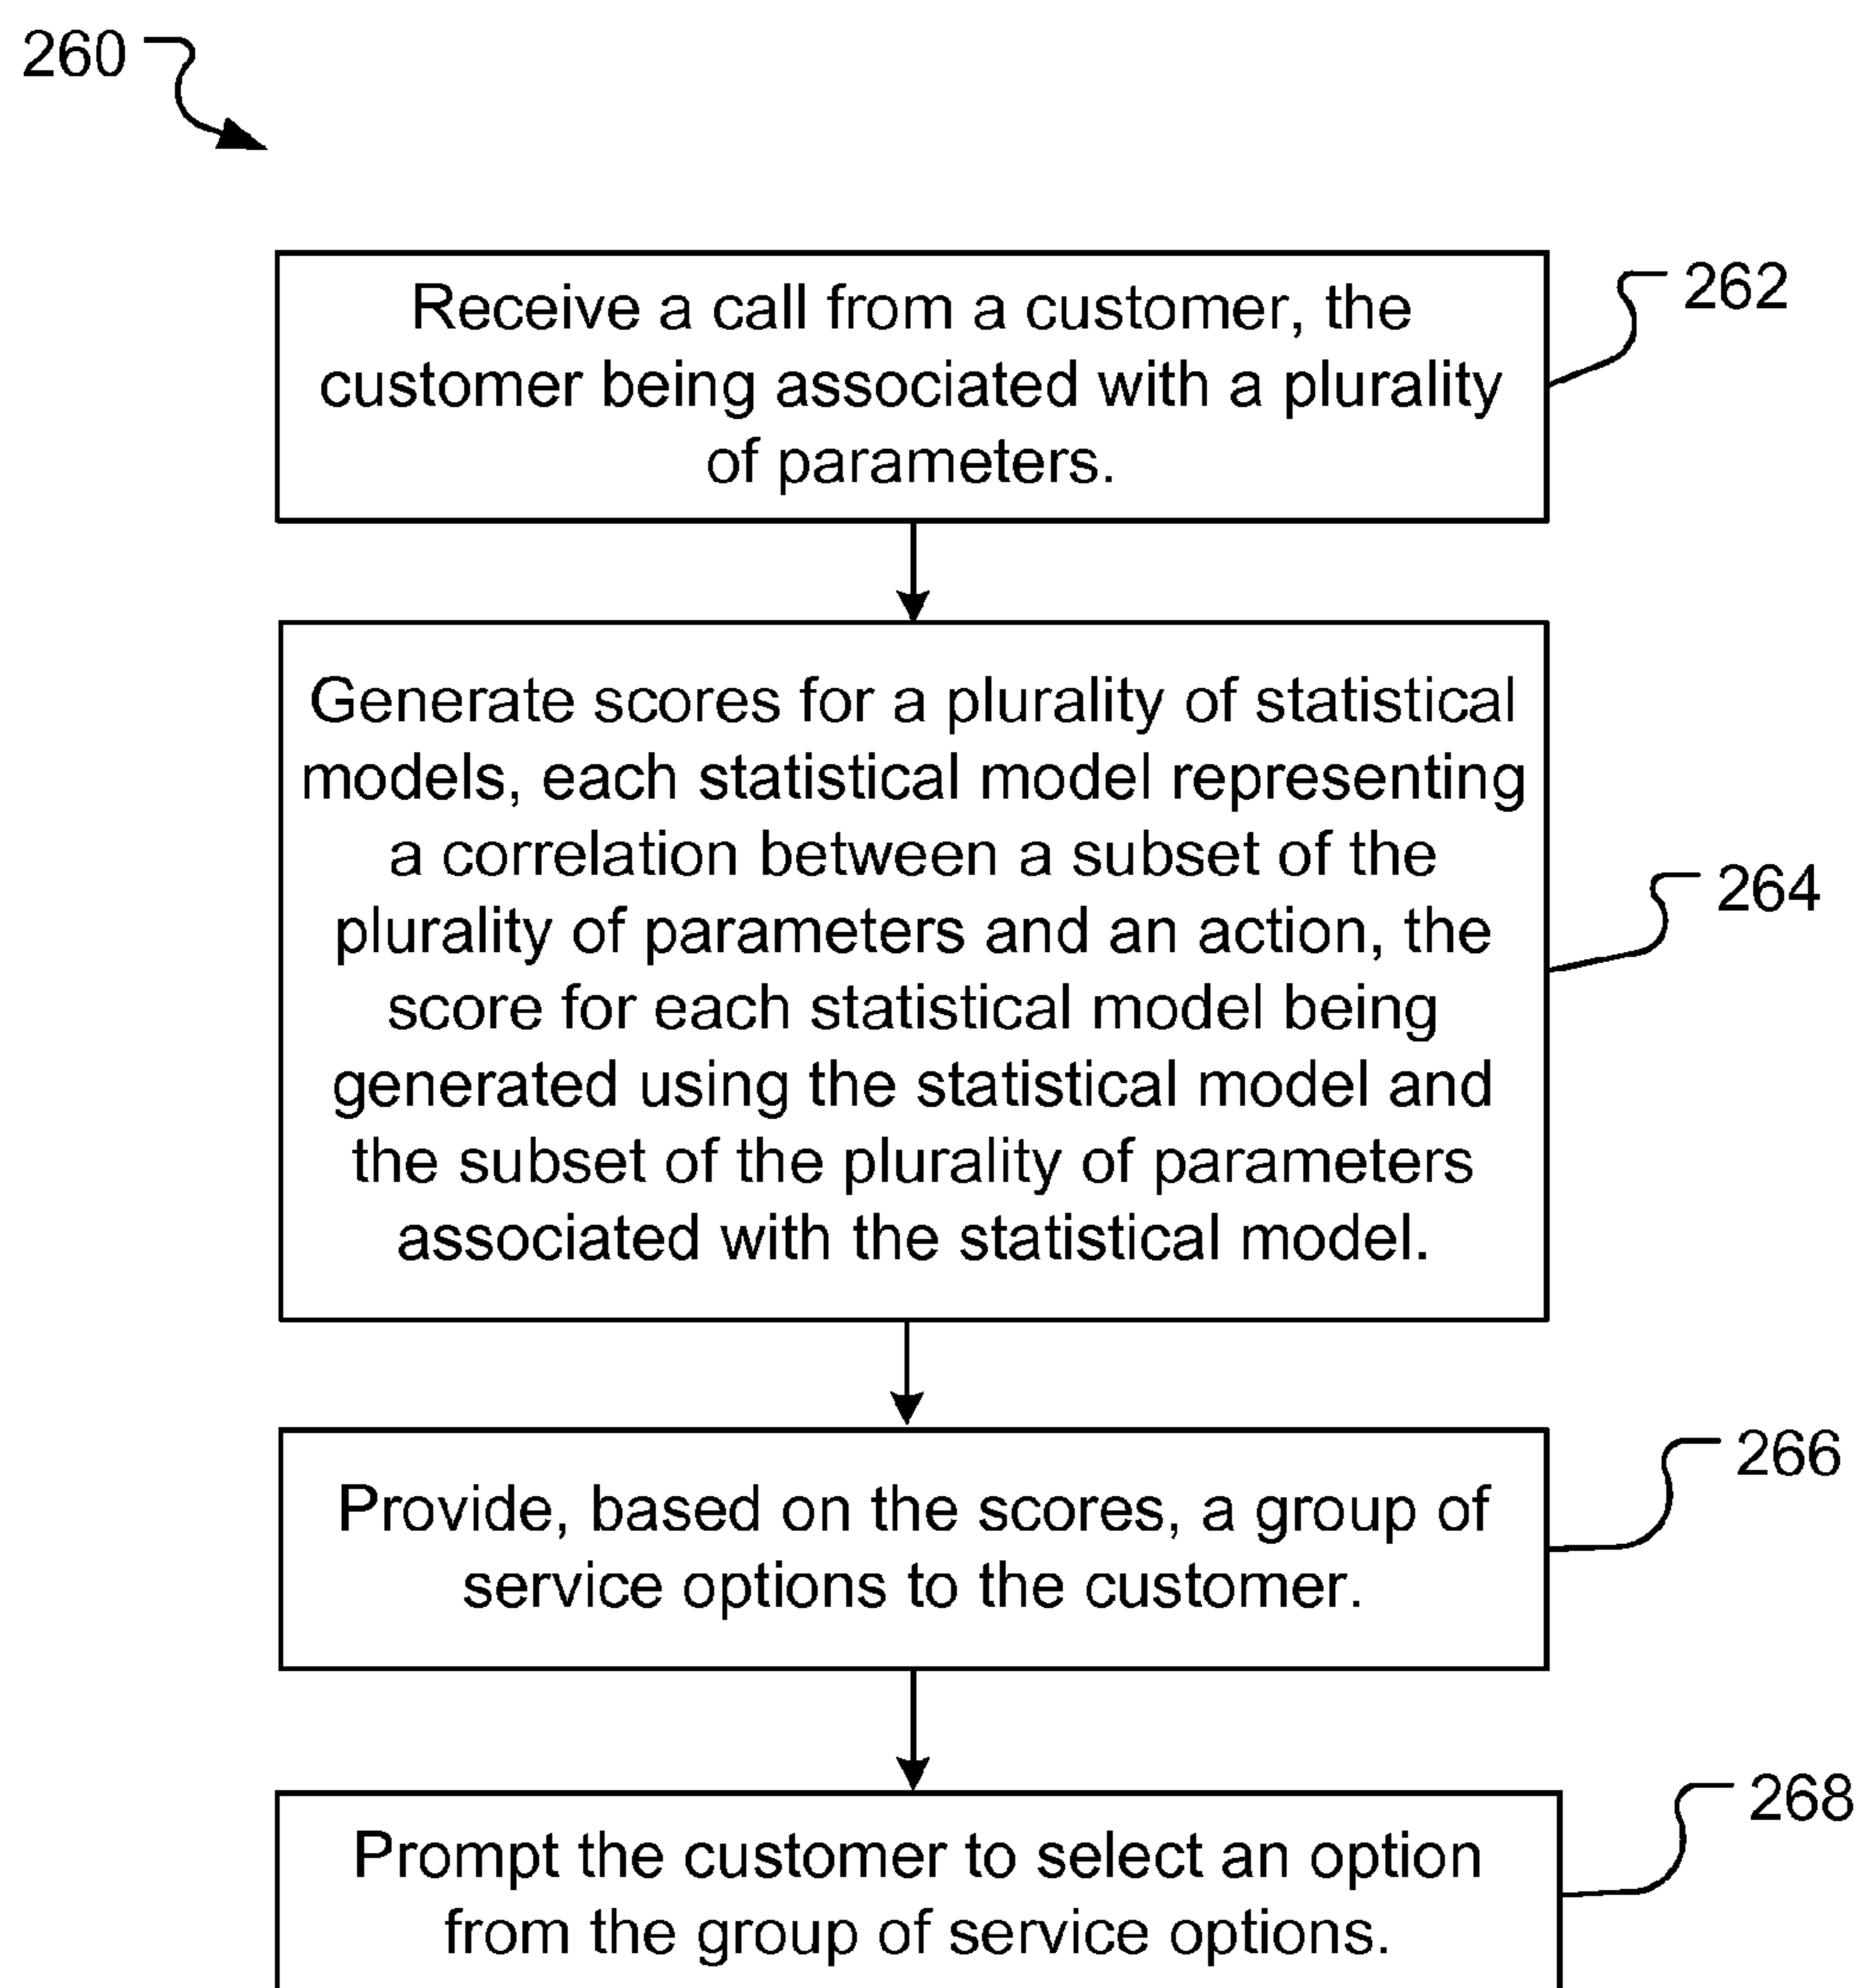 260
Receive a call from a customer, the
customer being associated with a plurality
of parameters.
262
Generate scores for a plurality of statistical
models, each statistical model representing
a correlation between a subset of the
plurality of parameters and an action, the
score for each statistical model being
generated using the statistical model and
the subset of the plurality of parameters
associated with the statistical model.
264
Provide, based on the scores, a group of
service options to the customer.
266
Prompt the customer to select an option
from the group of service options.
268